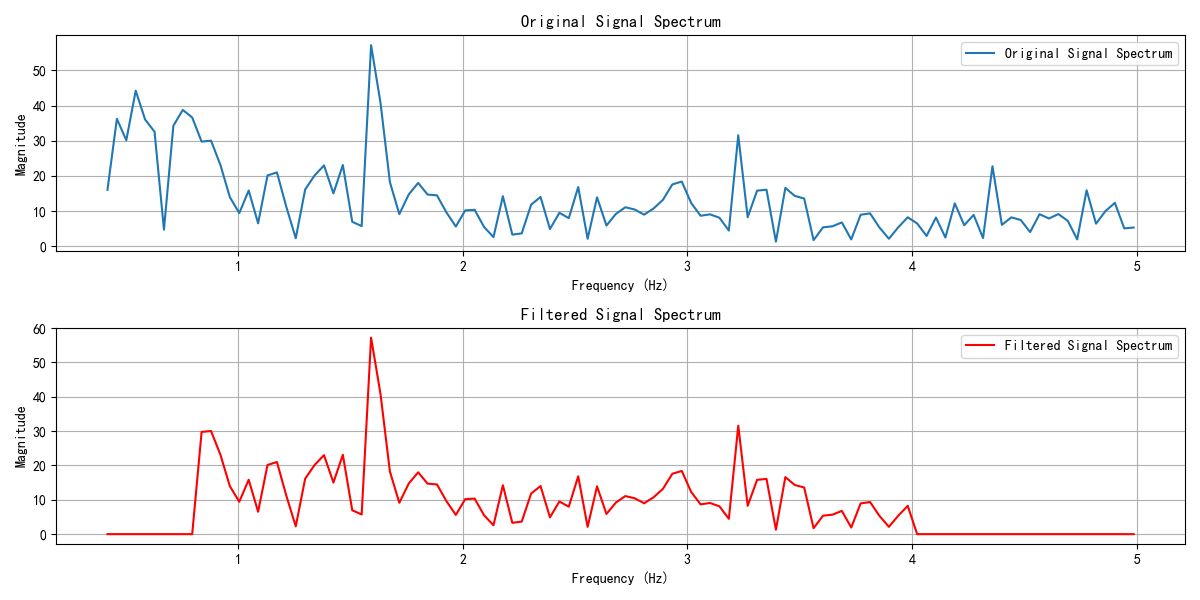 Original Signal Spectrum
Original Signal Spectrum
Magnitude
50
40
30
20
10
0
1 2 3 4 5
Frequency (Hz)
Filtered Signal Spectrum
Filtered Signal Spectrum
Magnitude
60
50
40
30
20
10
0
1 2 3 4 5
Frequency (Hz)